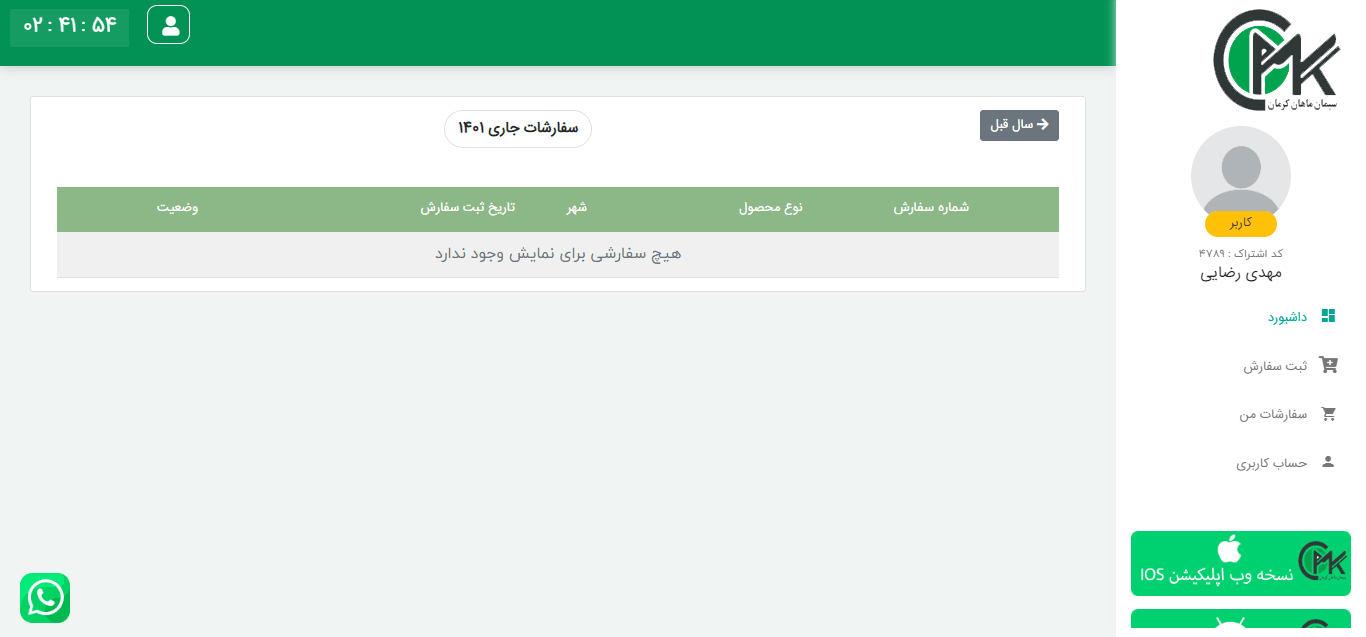 ۰۲ : ۴۱ : ۵۴
سیمان ماهان کرمان
سال قبل
سفارشات جاری ۱۴۰۱
شماره سفارش
نوع محصول
شهر
تاریخ ثبت سفارش
وضعیت
هیچ سفارشی برای نمایش وجود ندارد
کاربر
کد اشتراک : ۴۷۸۹
مهدی رضایی
داشبورد
ثبت سفارش
سفارشات من
حساب کاربری
نسخه وب اپلیکیشن IOS